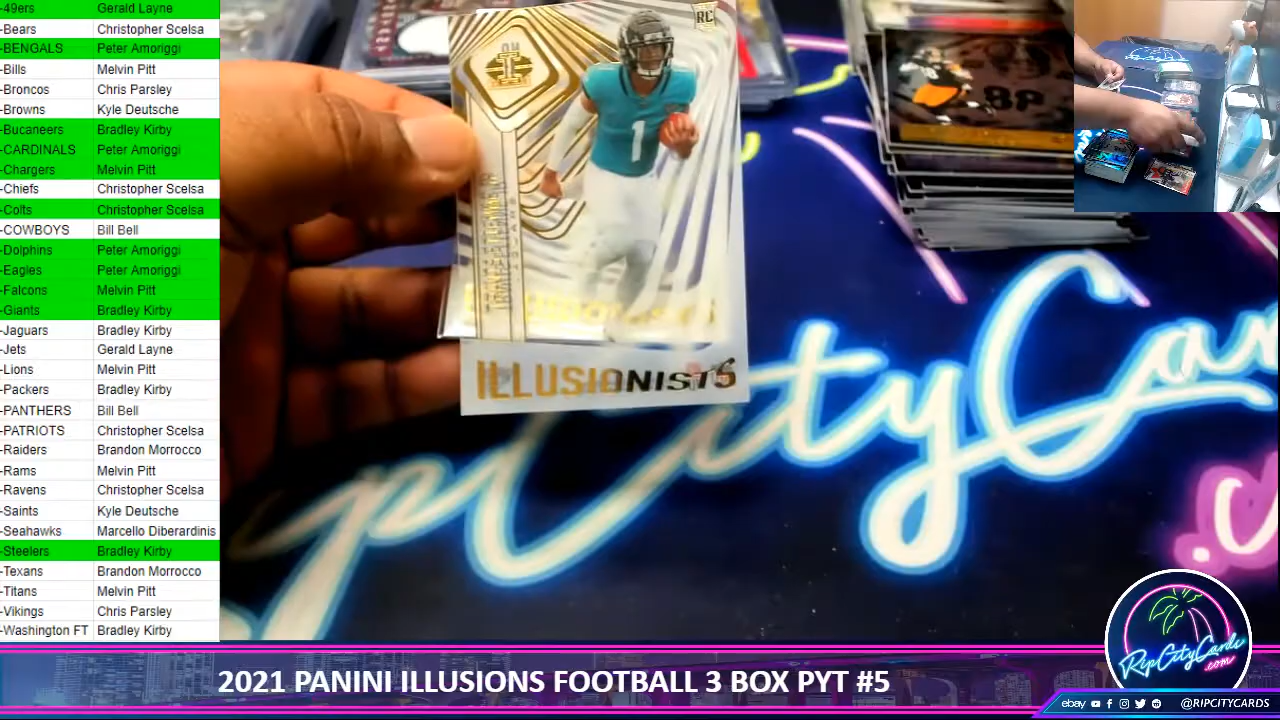 -49ers Gerald Layne
-Bears Christopher Scelsa
-BENGALS Peter Amoriggi
-Bills Melvin Pitt
-Broncos Chris Parsley
-Browns Kyle Deutsche
-Bucaneers Bradley Kirby
-CARDINALS Peter Amoriggi
-Chargers Melvin Pitt
-Chiefs Christopher Scelsa
-Colts Christopher Scelsa
-COWBOYS Bill Bell
-Dolphins Peter Amoriggi
-Eagles Peter Amoriggi
-Falcons Melvin Pitt
-Giants Bradley Kirby
-Jaguars Bradley Kirby
-Jets Gerald Layne
-Lions Melvin Pitt
-Packers Bradley Kirby
-PANTHERS Bill Bell
-PATRIOTS Christopher Scelsa
-Raiders Brandon Morrocco
-Rams Melvin Pitt
-Ravens Christopher Scelsa
-Saints Kyle Deutsche
-Seahawks Marcello Diberardinis
-Steelers Bradley Kirby
-Texans Brandon Morrocco
-Titans Melvin Pitt
-Vikings Chris Parsley
-Washington FT Bradley Kirby
RC
1
ILLUSIONISTS
RipCityCards
.com
2021 PANINI ILLUSIONS FOOTBALL 3 BOX PYT #5
ebay @RIPCITYCARDS